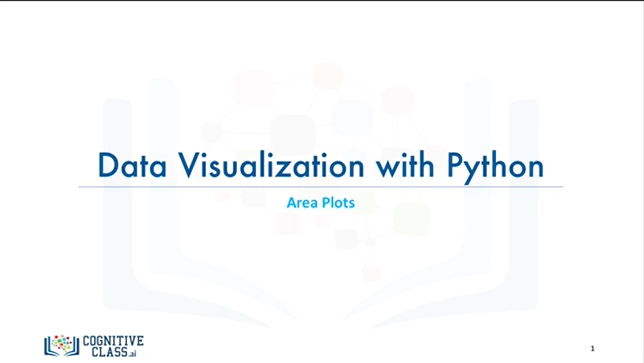 Data Visualization with Python
Area Plots
COGNITIVE
CLASS.ai
1